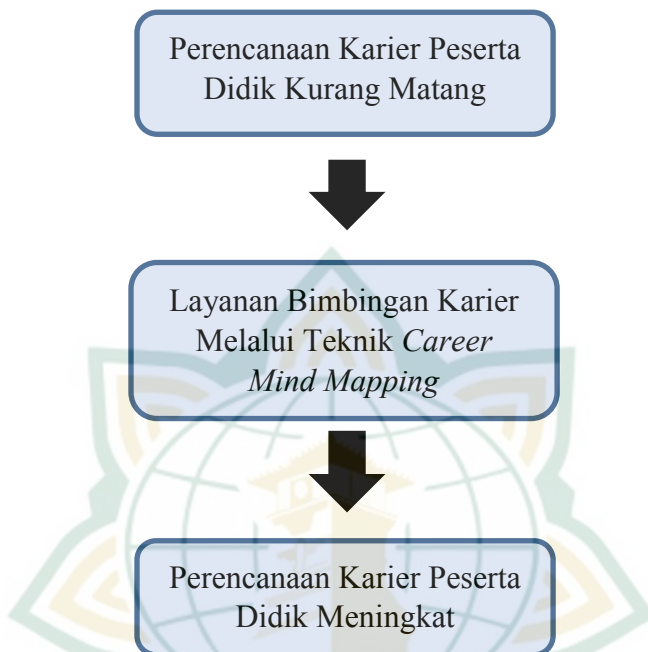 Perencanaan Karier Peserta
Didik Kurang Matang
Layanan Bimbingan Karier
Melalui Teknik Career
Mind Mapping
Perencanaan Karier Peserta
Didik Meningkat